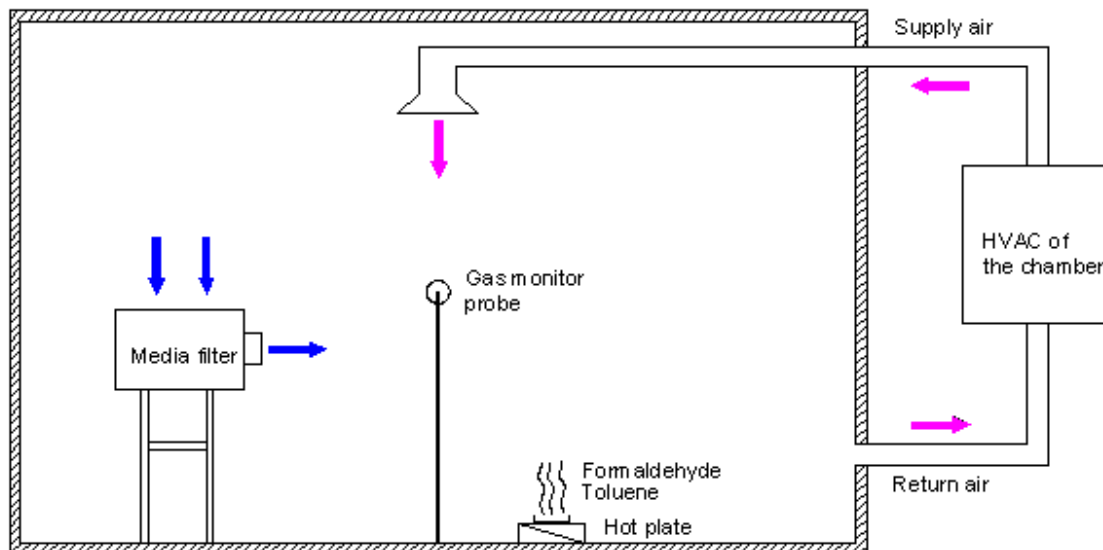 Supply air
HVAC of
the chamber
Gas monitor
probe
Media filter
Formaldehyde
Toluene
Hot plate
Return air